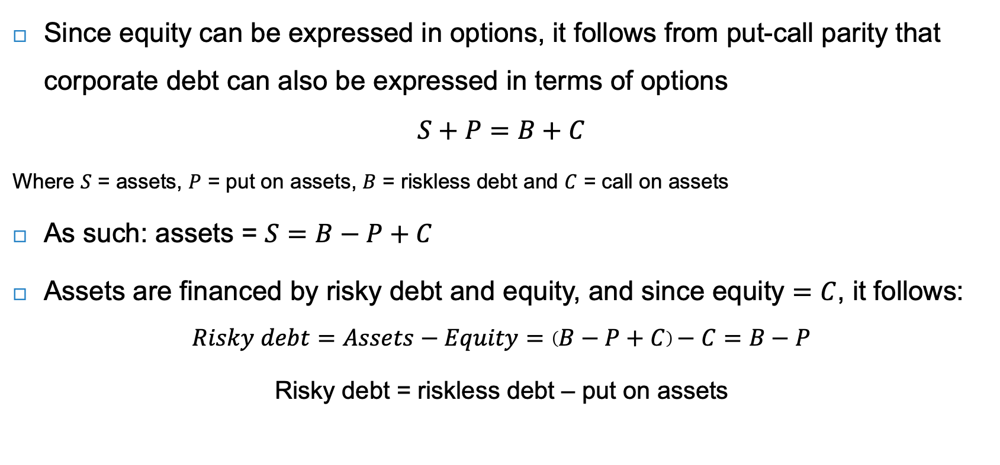 □ Since equity can be expressed in options, it follows from put-call parity that
corporate debt can also be expressed in terms of options
S + P = B + C
Where S = assets, P = put on assets, B = riskless debt and C = call on assets
□ As such: assets = S = B − P + C
□ Assets are financed by risky debt and equity, and since equity = C, it follows:
Risky debt = Assets − Equity = (B − P + C) − C = B − P
Risky debt = riskless debt – put on assets